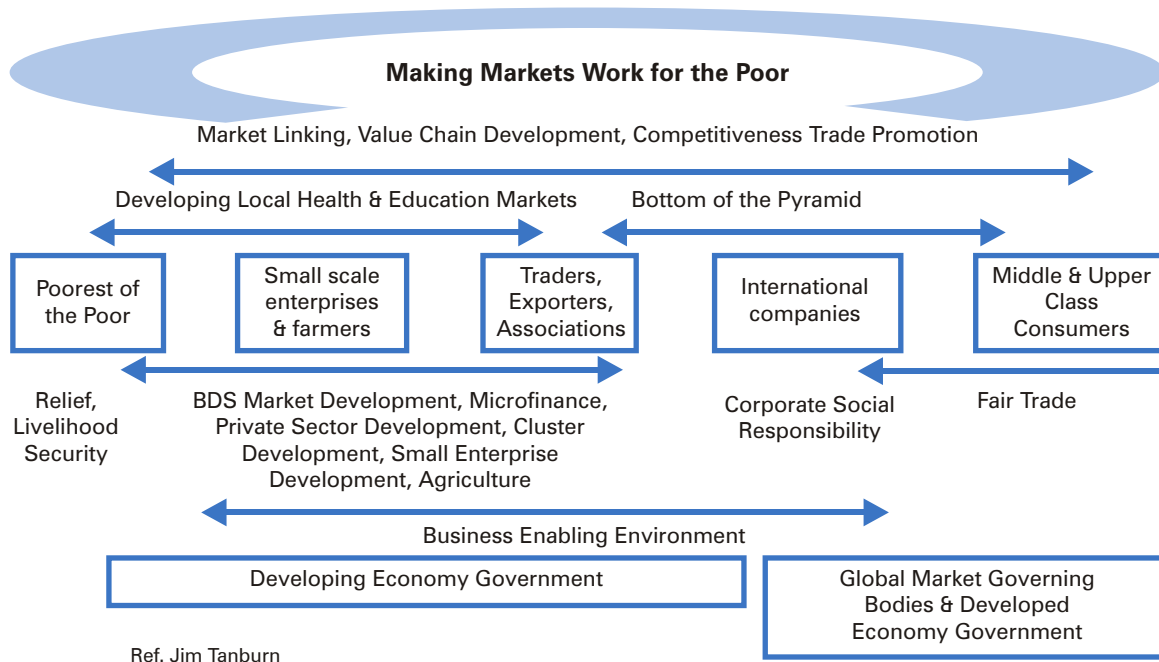 Making Markets Work for the Poor
Market Linking, Value Chain Development, Competitiveness Trade Promotion
Developing Local Health & Education Markets
Bottom of the Pyramid
Poorest of
the Poor
Small scale
enterprises
& farmers
Traders,
Exporters,
Associations
International
companies
Middle & Upper
Class
Consumers
Relief,
Livelihood
Security
BDS Market Development, Microfinance,
Private Sector Development, Cluster
Development, Small Enterprise
Development, Agriculture
Corporate Social
Responsibility
Fair Trade
Business Enabling Environment
Developing Economy Government
Global Market Governing
Bodies & Developed
Economy Government
Ref. Jim Tanburn